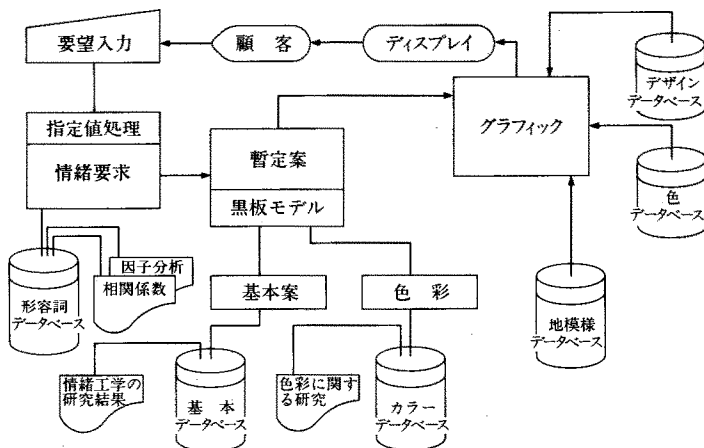 要望入力
顧 客
ディスプレイ
デザイン
データベース
指定値処理
情緒要求
暫定案
黒板モデル
グラフィック
色
データベース
因子分析
相関係数
形容詞
データベース
基本案
色 彩
地模様
データベース
情緒工学の
研究結果
基 本
データベース
色彩に関す
る研究
カラー
データベース